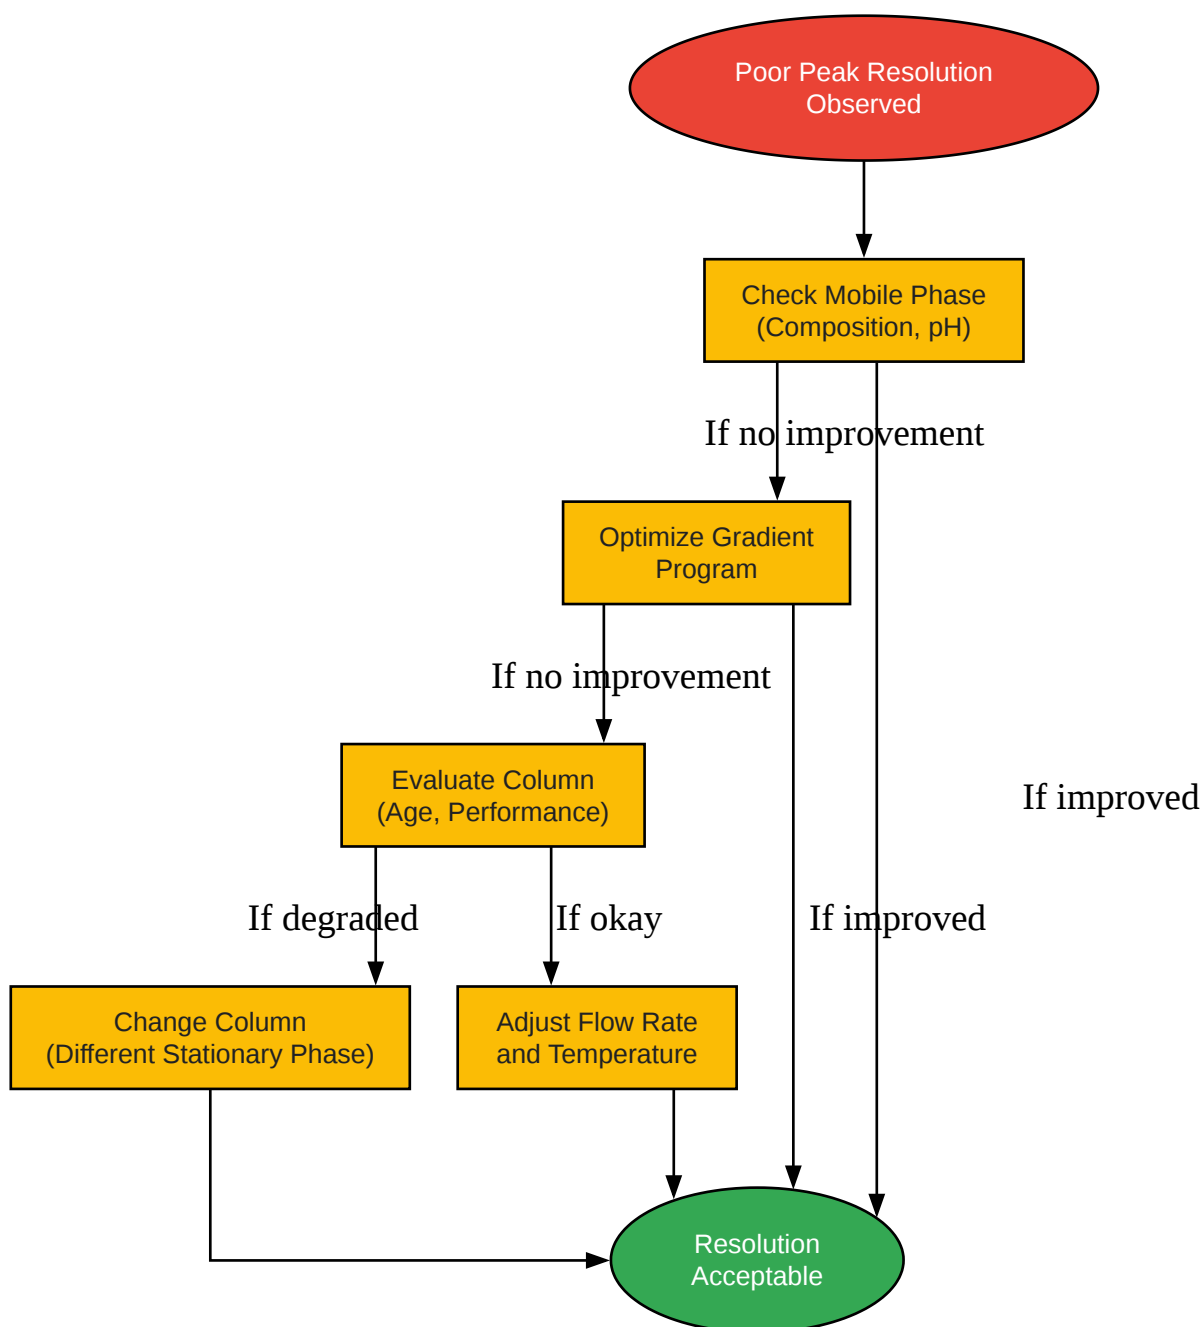 Poor Peak Resolution
Observed
Check Mobile Phase
(Composition, pH)
If no improvement
Optimize Gradient
Program
If no improvement
Evaluate Column
(Age, Performance)
If improved
If degraded
If okay
If improved
Change Column
(Different Stationary Phase)
Adjust Flow Rate
and Temperature
Resolution
Acceptable